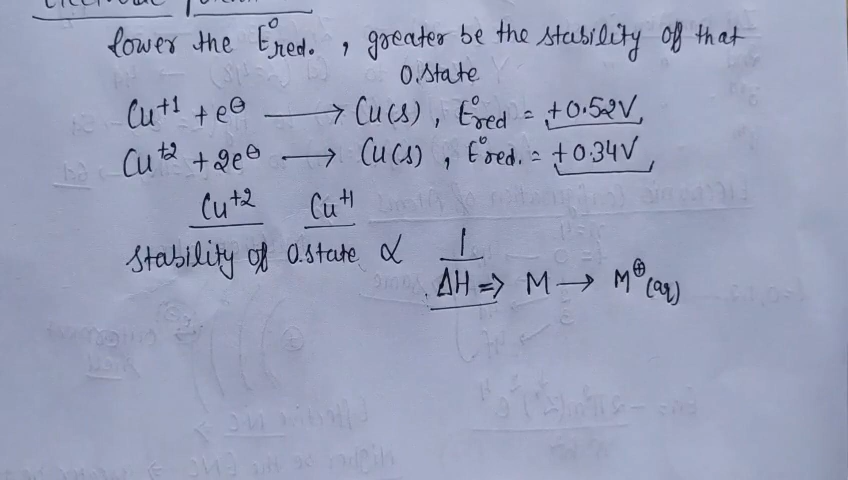 lower the E°red. , greater be the stability of that
O.state
Cu⁺¹ + e⊖ ⟶ Cu(s) , E°red = +0.52V
Cu⁺² + 2e⊖ ⟶ Cu(s) , E°red. = +0.34V
Cu⁺² Cu⁺¹
Stability of O.state ∝ 1/ΔH ⇒ M ⟶ M⊕(aq)